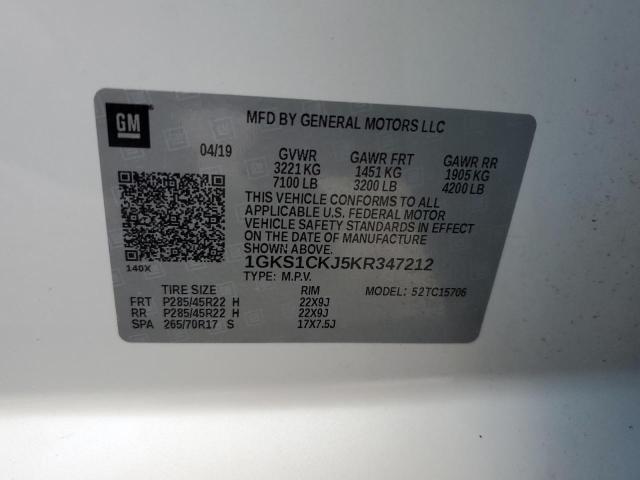 GM
MFD BY GENERAL MOTORS LLC
04/19 GVWR GAWR FRT GAWR RR
3221 KG 1451 KG 1905 KG
7100 LB 3200 LB 4200 LB
THIS VEHICLE CONFORMS TO ALL
APPLICABLE U.S. FEDERAL MOTOR
VEHICLE SAFETY STANDARDS IN EFFECT
ON THE DATE OF MANUFACTURE
SHOWN ABOVE.
1GKS1CKJ5KR347212
140X
TYPE: M.P.V.
TIRE SIZE RIM MODEL: 52TC15706
FRT P285/45R22 H 22X9J
RR P285/45R22 H 22X9J
SPA 265/70R17 S 17X7.5J